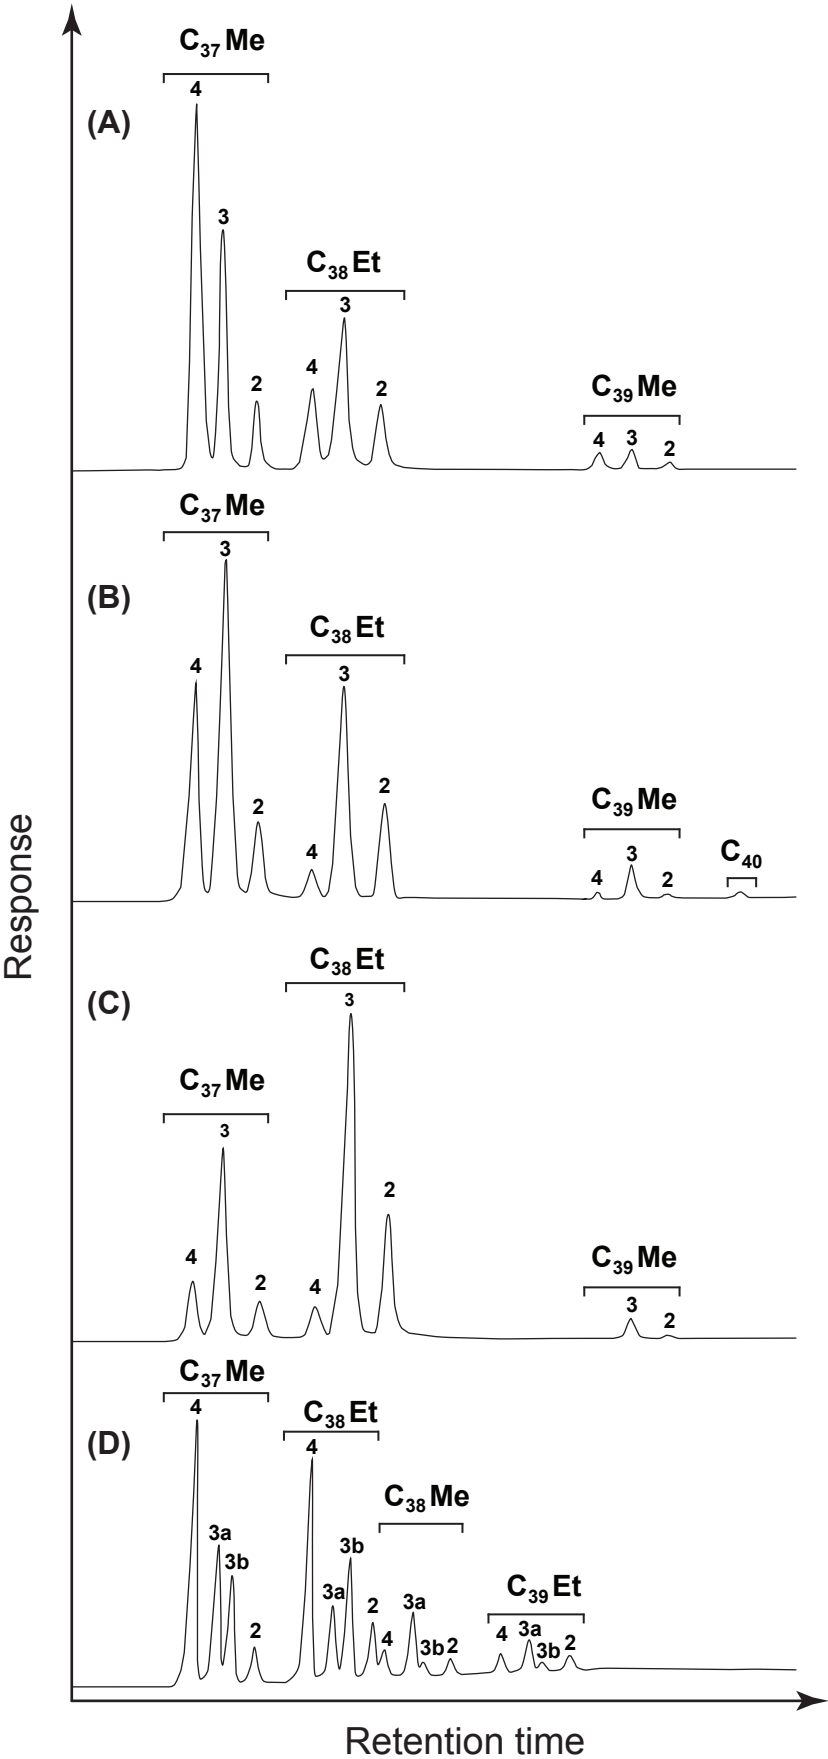 C37 Me
4
(A)
3
2
C38 Et
3
4
2
C39 Me
4 3 2
C37 Me
3
(B)
4
2
C38 Et
3
2
4
C39 Me
3
4 2
C40
C38 Et
3
(C)
C37 Me
3
4
2
2
4
C39 Me
3
2
C37 Me
4
(D)
3a
3b
2
C38 Et
4
3b
3a
2
C38 Me
4
3a
3b 2
C39 Et
4 3a 3b 2
Response
Retention time